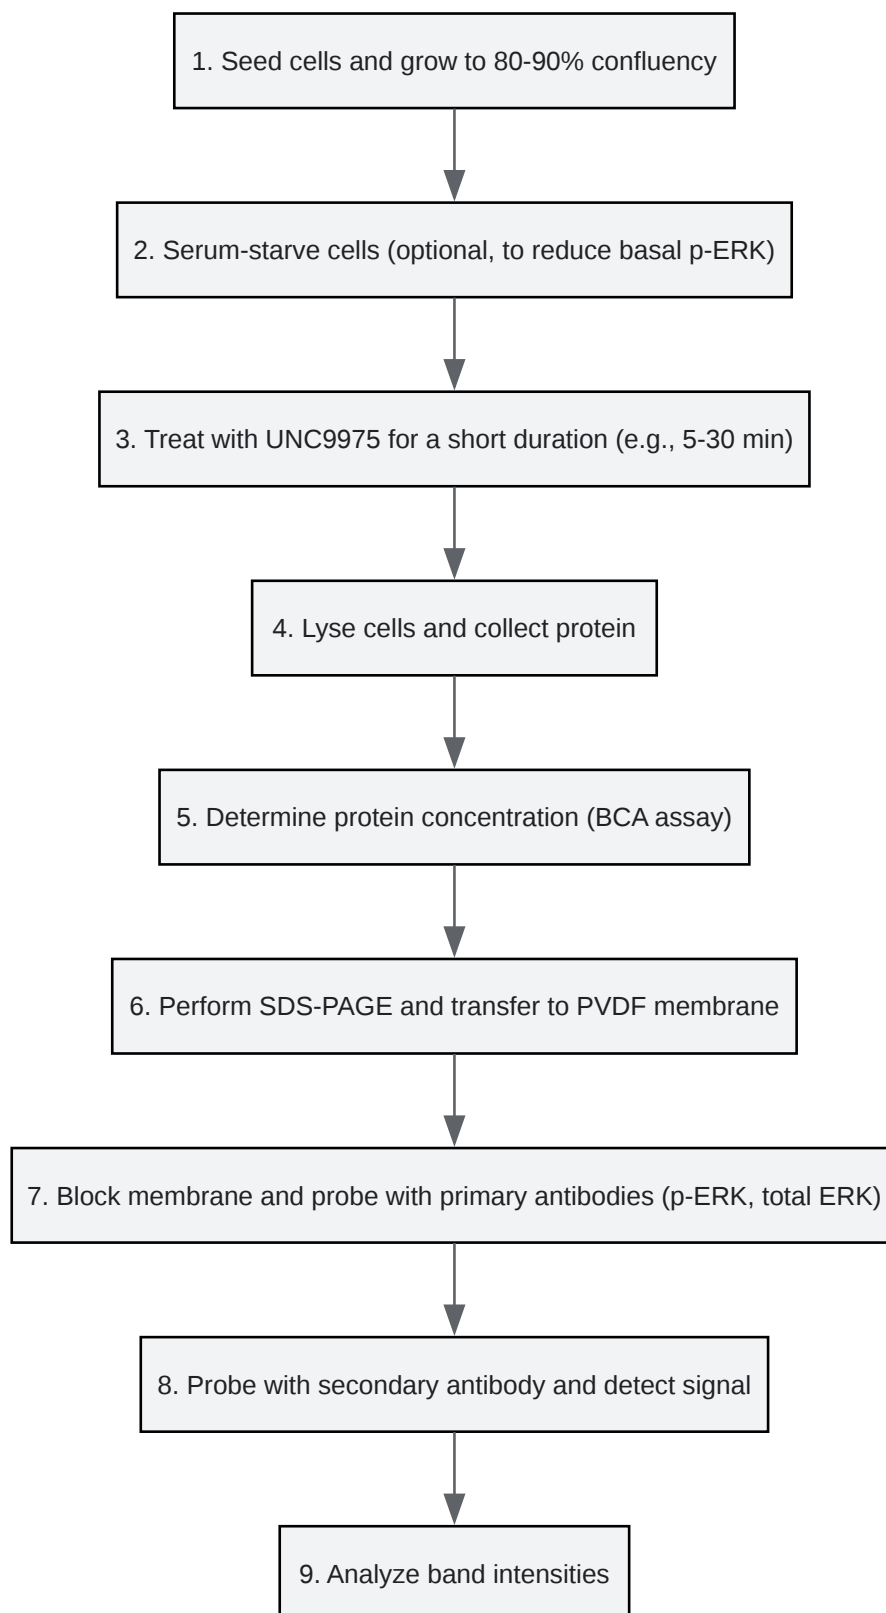 1. Seed cells and grow to 80-90% confluency
2. Serum-starve cells (optional, to reduce basal p-ERK)
3. Treat with UNC9975 for a short duration (e.g., 5-30 min)
4. Lyse cells and collect protein
5. Determine protein concentration (BCA assay)
6. Perform SDS-PAGE and transfer to PVDF membrane
7. Block membrane and probe with primary antibodies (p-ERK, total ERK)
8. Probe with secondary antibody and detect signal
9. Analyze band intensities